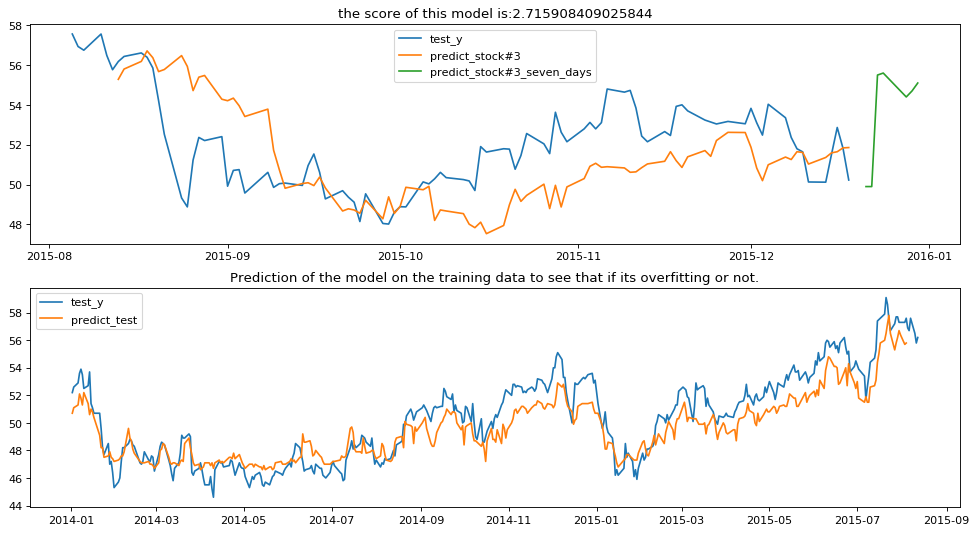 the score of this model is:2.715908409025844
58
56
54
52
50
48
test_y
predict_stock#3
predict_stock#3_seven_days
2015-08 2015-09 2015-10 2015-11 2015-12 2016-01
Prediction of the model on the training data to see that if its overfitting or not.
58
56
54
52
50
48
46
44
test_y
predict_test
2014-01 2014-03 2014-05 2014-07 2014-09 2014-11 2015-01 2015-03 2015-05 2015-07 2015-09